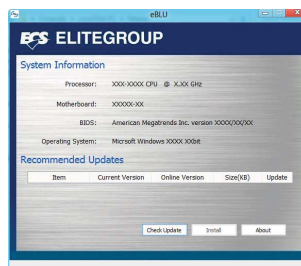 eBLU
ECS ELITEGROUP
System Information
Processor: XXX-XXXX CPU @ X.XX GHz
Motherboard: XXXXX-XX
BIOS: American Megatrends Inc. version XXXX/XX/XX
Operating System: Micrsoft Windows XXXX XXbit
Recommended Updates
Item Current Version Online Version Size(KB) Update
Check Update Install About